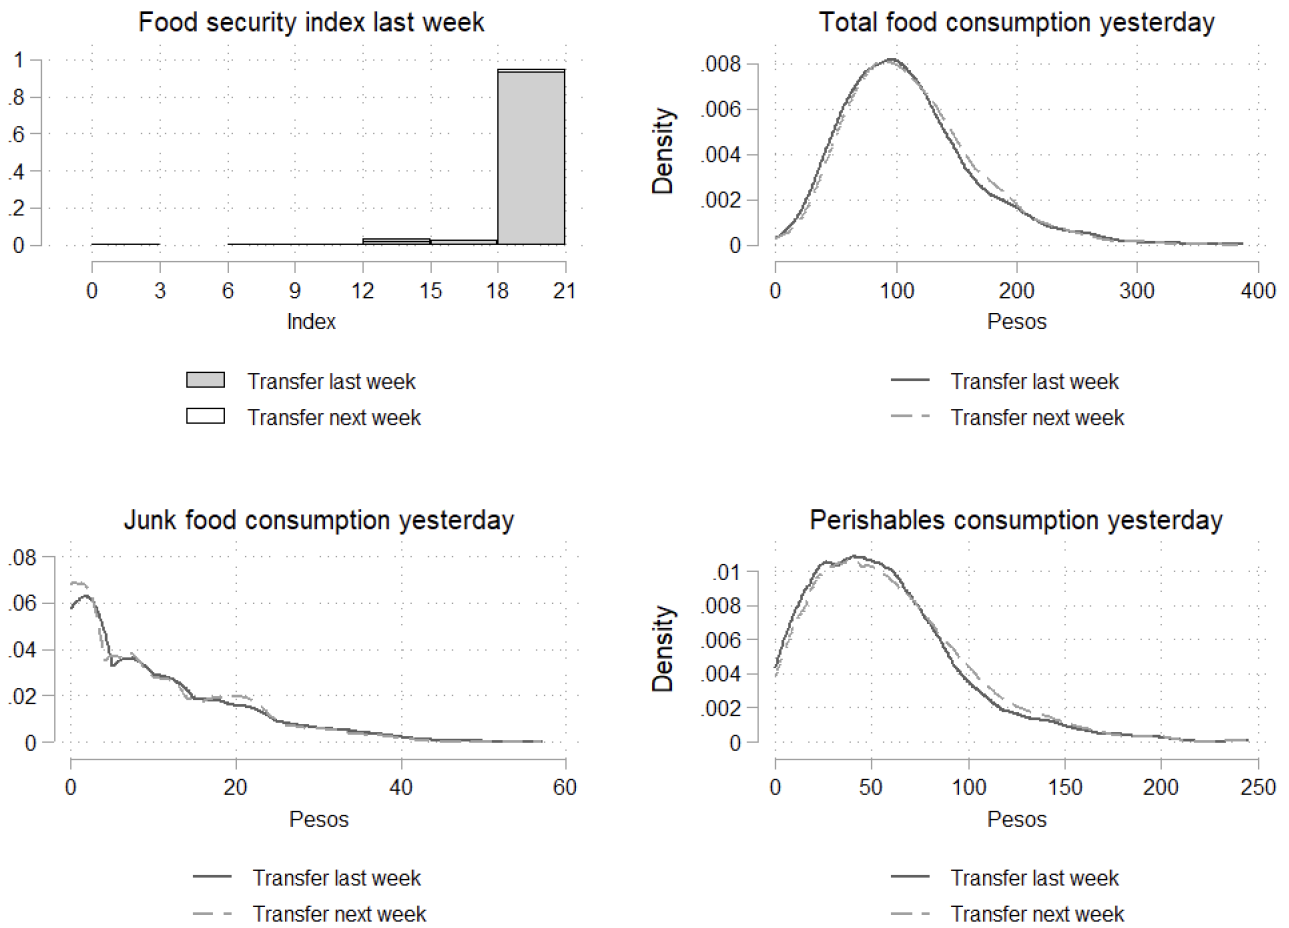 Food security index last week
1
.8
.6
.4
.2
0
0 3 6 9 12 15 18 21
Index
Transfer last week
Transfer next week
Total food consumption yesterday
Density
.008
.006
.004
.002
0
0 100 200 300 400
Pesos
Transfer last week
Transfer next week
Junk food consumption yesterday
.08
.06
.04
.02
0
0 20 40 60
Pesos
Transfer last week
Transfer next week
Perishables consumption yesterday
Density
.01
.008
.006
.004
.002
0
0 50 100 150 200 250
Pesos
Transfer last week
Transfer next week